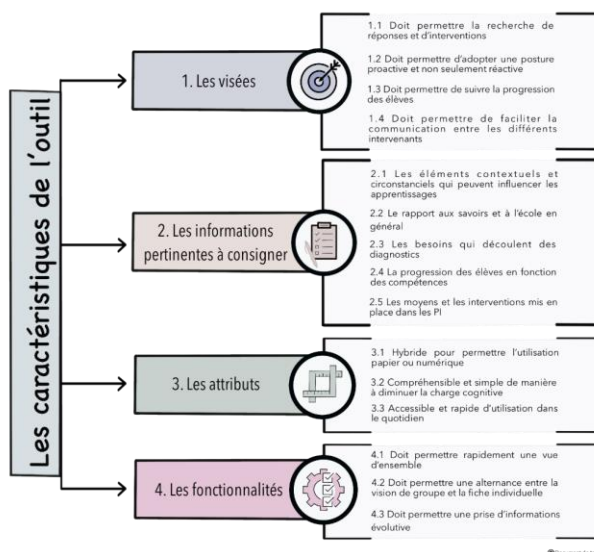 Les caractéristiques de l'outil
1. Les visées
1.1 Doit permettre la recherche de
réponses et d'interventions
1.2 Doit permettre d'adopter une posture
proactive et non seulement réactive
1.3 Doit permettre de suivre la progression
des élèves
1.4 Doit permettre de faciliter la
communication entre les différents
intervenants
2. Les informations
pertinentes à consigner
2.1 Les éléments contextuels et
circonstanciels qui peuvent influencer les
apprentissages
2.2 Le rapport aux savoirs et à l'école en
général
2.3 Les besoins qui découlent des
diagnostics
2.4 La progression des élèves en fonction
des compétences
2.5 Les moyens et les interventions mis en
place dans les PI
3. Les attributs
3.1 Hybride pour permettre l'utilisation
papier ou numérique
3.2 Compréhensible et simple de manière
à diminuer la charge cognitive
3.3 Accessible et rapide d'utilisation dans
le quotidien
4. Les fonctionnalités
4.1 Doit permettre rapidement une vue
d'ensemble
4.2 Doit permettre une alternance entre la
vision de groupe et la fiche individuelle
4.3 Doit permettre une prise d'informations
évolutive